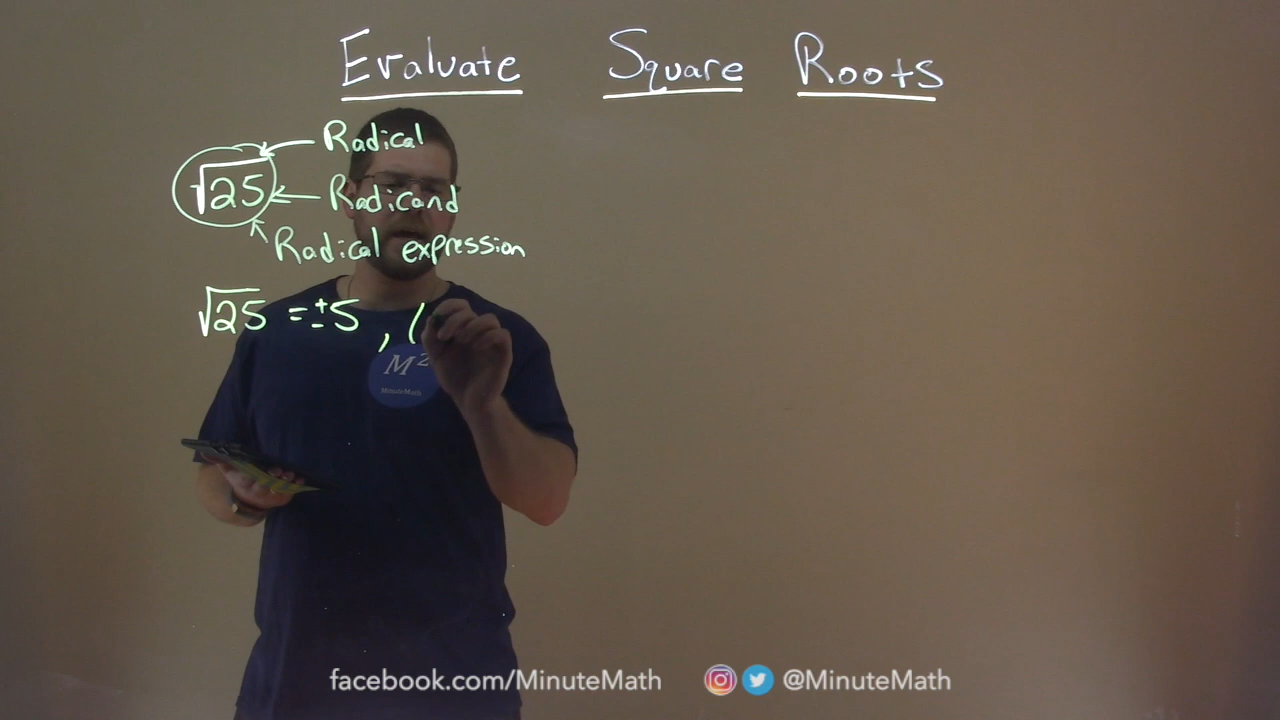 Evaluate Square Roots
Radical
√25
Radicand
Radical expression
√25 = ±5 , (
M²
MinuteMath
facebook.com/MinuteMath @MinuteMath